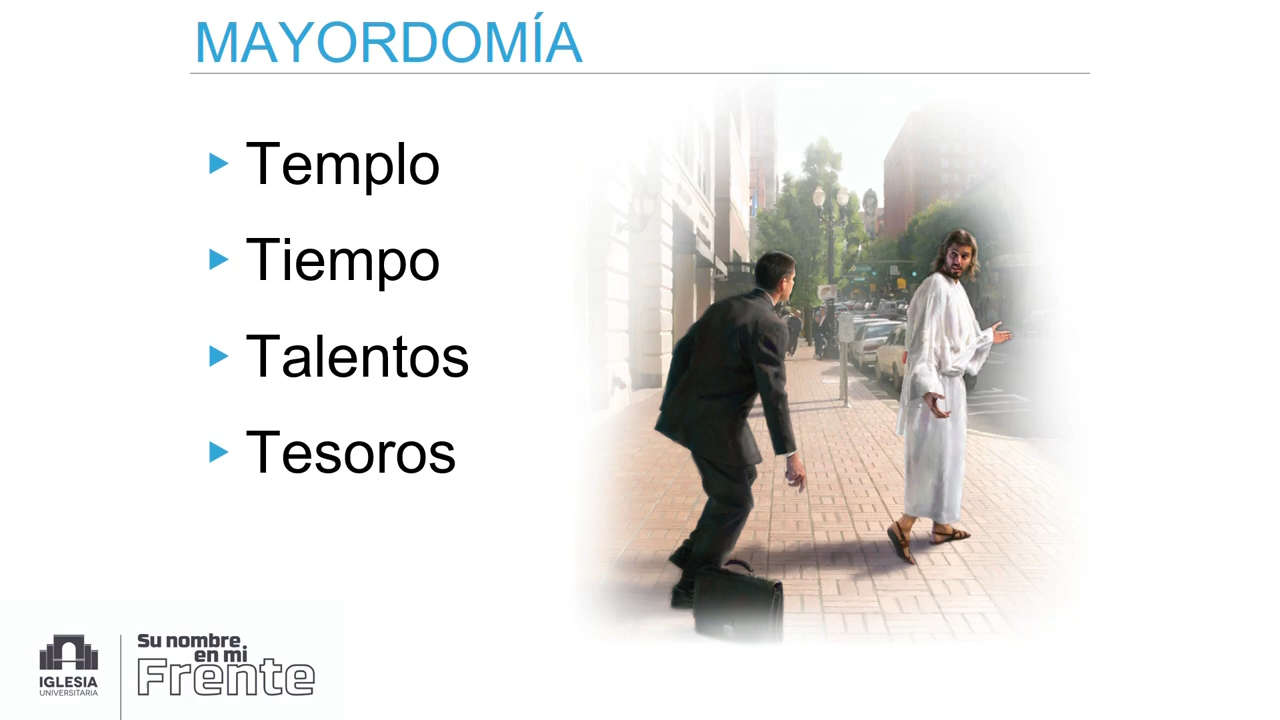 MAYORDOMÍA
Templo
Tiempo
Talentos
Tesoros
IGLESIA
UNIVERSITARIA
Su nombre
en mi
Frente